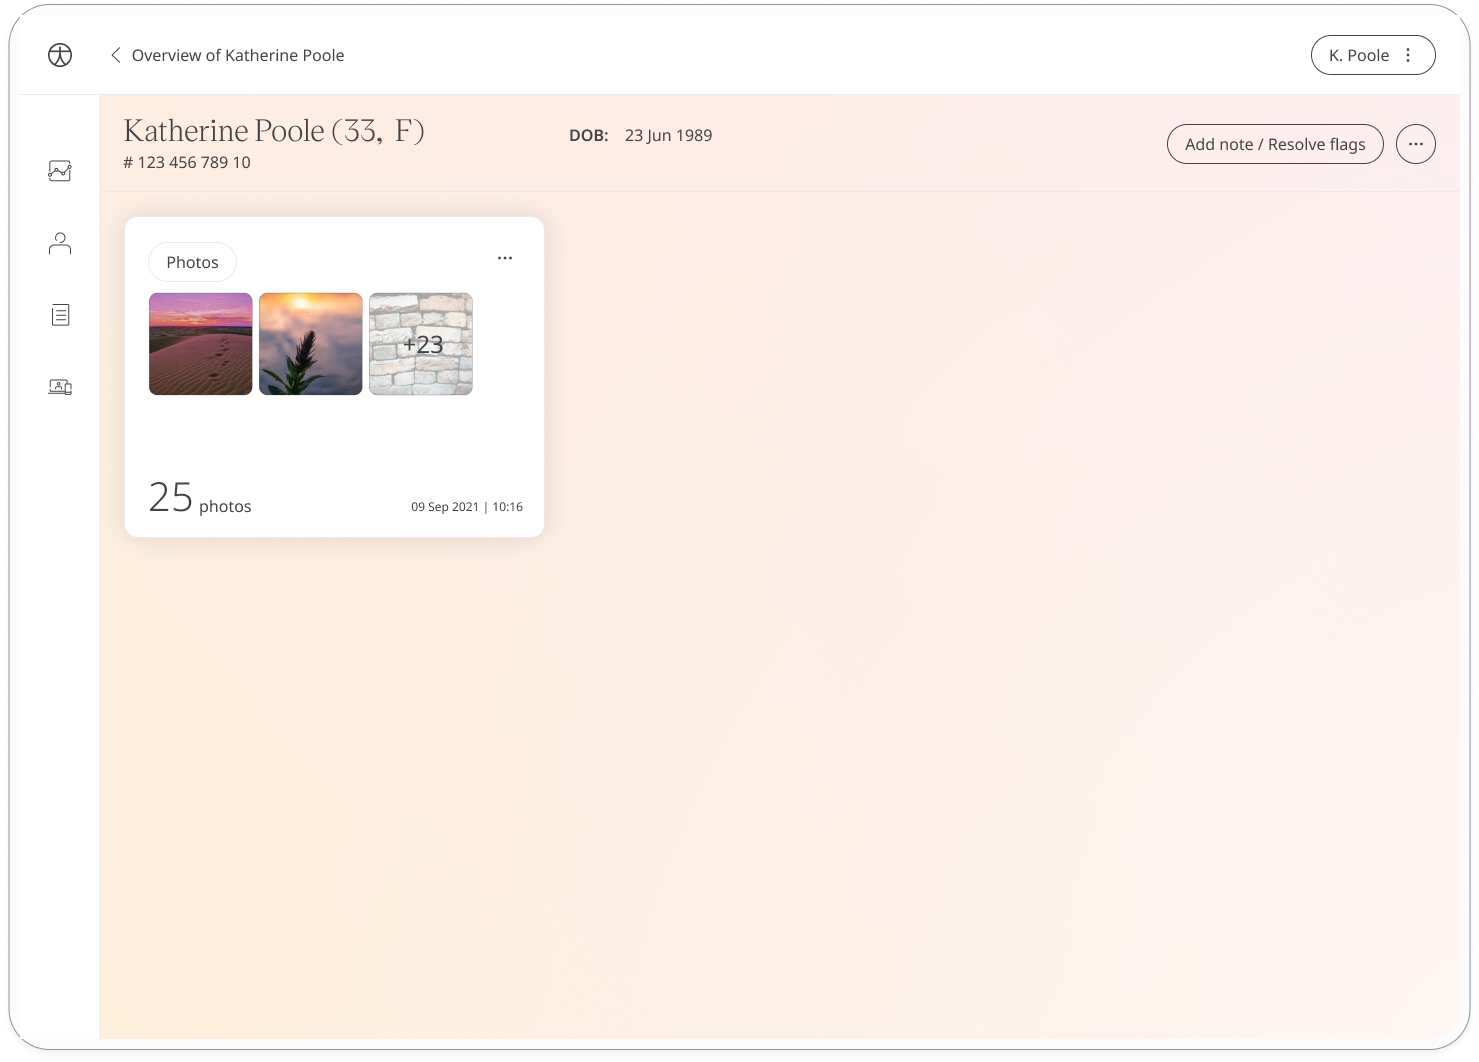 Overview of Katherine Poole
K. Poole
Katherine Poole (33, F)
DOB: 23 Jun 1989
# 123 456 789 10
Add note / Resolve flags
Photos
+23
25 photos
09 Sep 2021 | 10:16